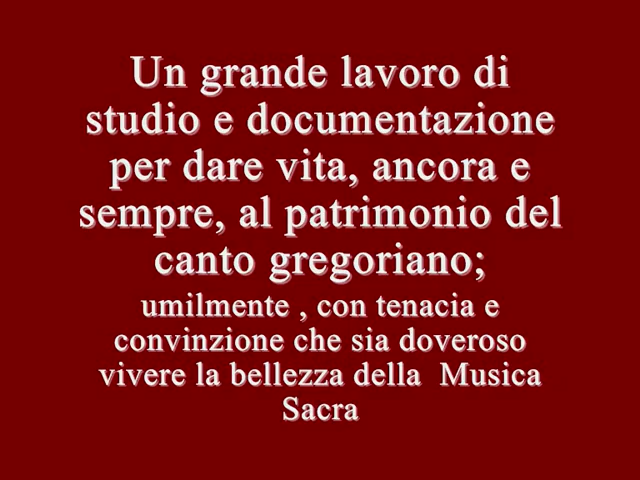 Un grande lavoro di
studio e documentazione
per dare vita, ancora e
sempre, al patrimonio del
canto gregoriano;
umilmente , con tenacia e
convinzione che sia doveroso
vivere la bellezza della  Musica
Sacra